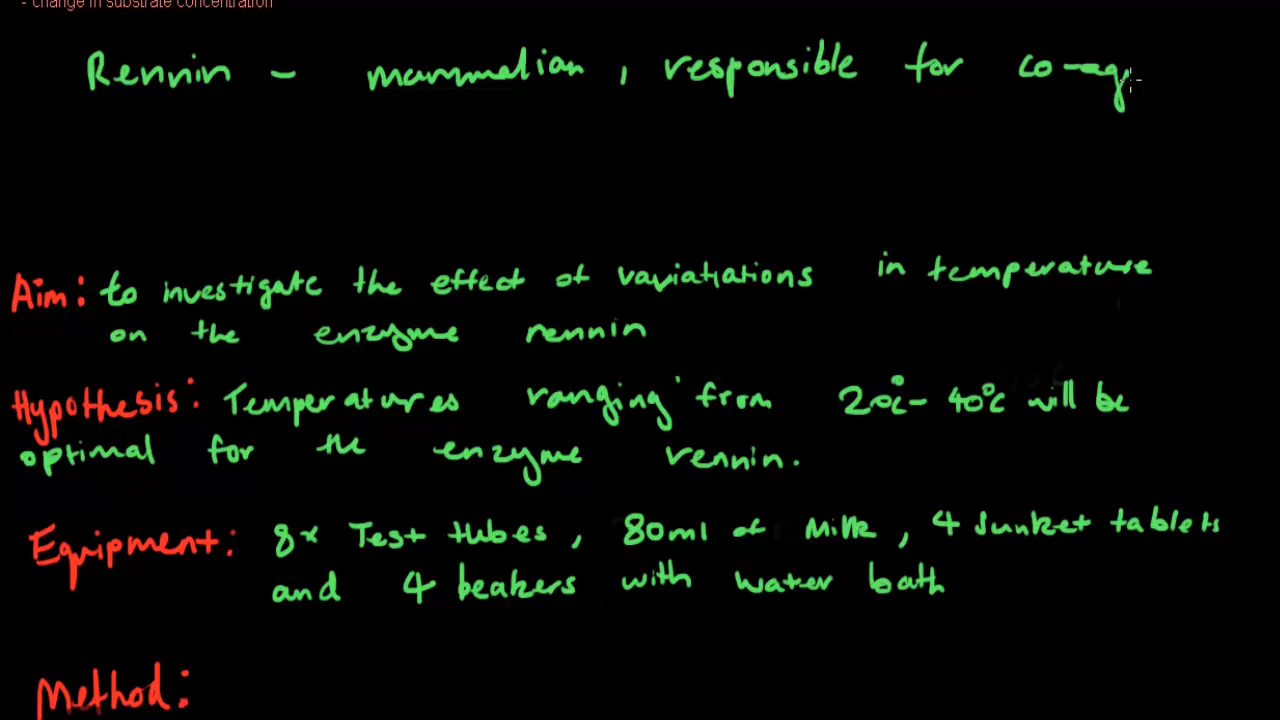 - change in substrate concentration
Rennin - mammalian, responsible for co-ag
Aim: to investigate the effect of variatiations in temperature
on the enzyme rennin
Hypothesis: Temperatures ranging from 20°c- 40°c will be
optimal for the enzyme rennin.
Equipment: 8x Test tubes, 80ml of Milk, 4 Junket tablets
and 4 beakers with water bath
Method: